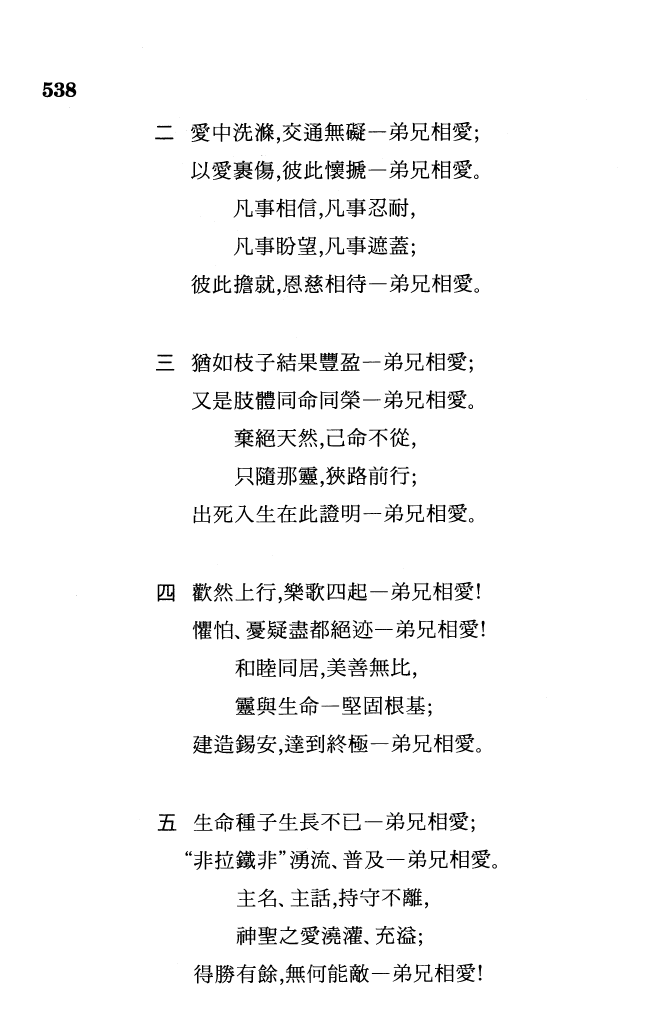 538
二 愛中洗滌,交通無礙—弟兄相愛;
以愛裹傷,彼此懷搋—弟兄相愛。
凡事相信,凡事忍耐,
凡事盼望,凡事遮蓋;
彼此擔就,恩慈相待—弟兄相愛。
三 猶如枝子結果豐盈—弟兄相愛;
又是肢體同命同榮—弟兄相愛。
棄絕天然,己命不從,
只隨那靈,狹路前行;
出死入生在此證明—弟兄相愛。
四 歡然上行,樂歌四起—弟兄相愛!
懼怕、憂疑盡都絕迹—弟兄相愛!
和睦同居,美善無比,
靈與生命—堅固根基;
建造錫安,達到終極—弟兄相愛。
五 生命種子生長不已—弟兄相愛;
“非拉鐵非”湧流、普及—弟兄相愛。
主名、主話,持守不離,
神聖之愛澆灌、充溢;
得勝有餘,無何能敵—弟兄相愛!